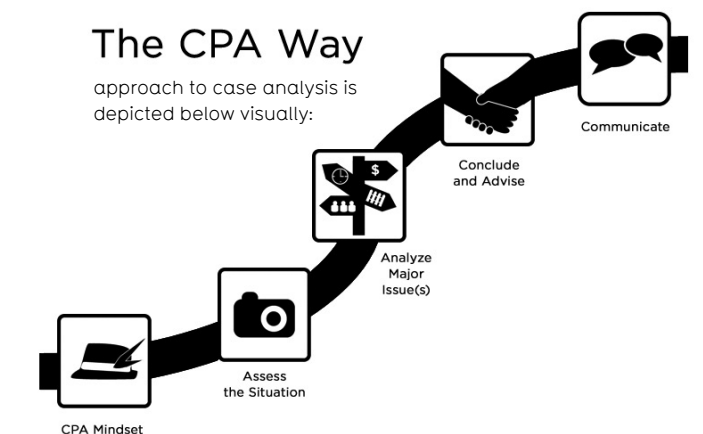 The CPA Way
approach to case analysis is
depicted below visually:
$
Communicate
Conclude
and Advise
Analyze
Major
Issue(s)
Assess
the Situation
CPA Mindset